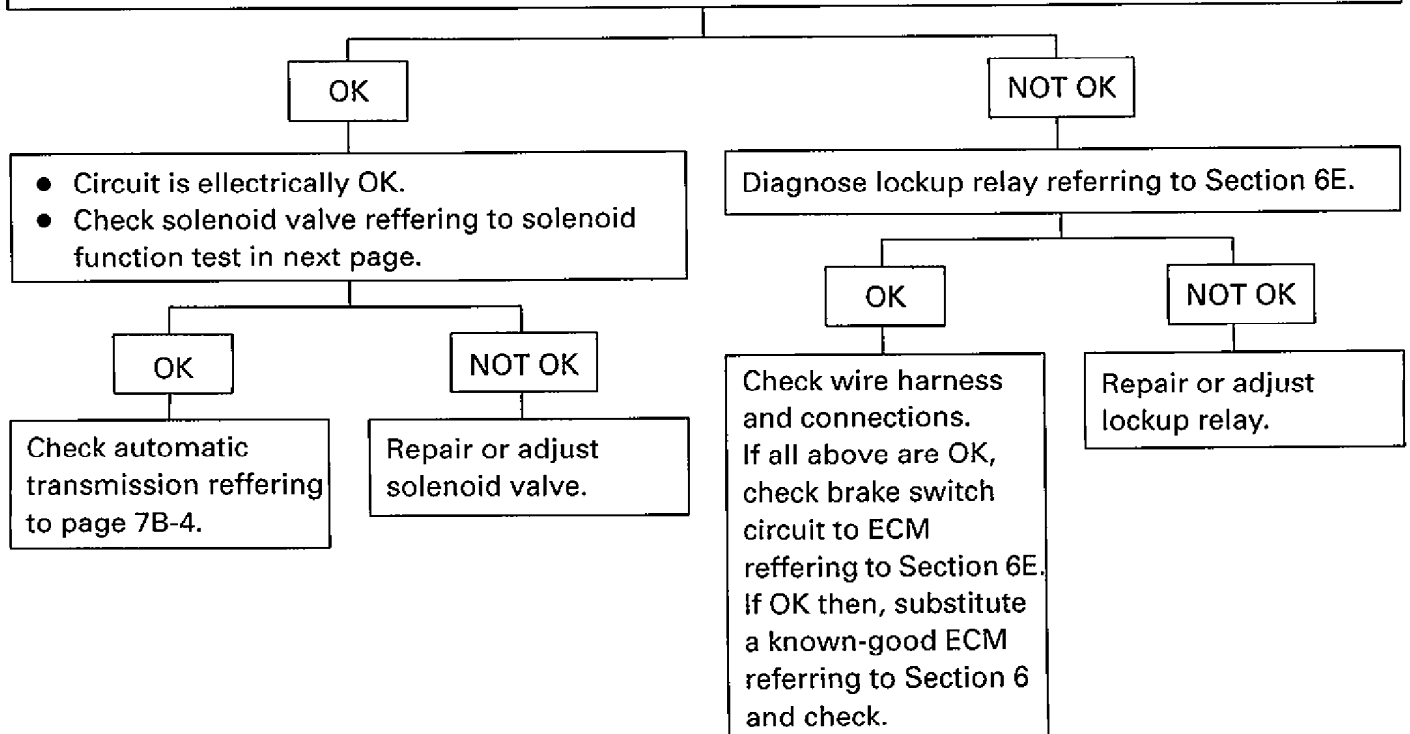 OK
NOT OK
● Circuit is ellectrically OK.
● Check solenoid valve reffering to solenoid
function test in next page.
Diagnose lockup relay referring to Section 6E.
OK
NOT OK
OK
NOT OK
Check automatic
transmission reffering
to page 7B-4.
Repair or adjust
solenoid valve.
Check wire harness
and connections.
If all above are OK,
check brake switch
circuit to ECM
reffering to Section 6E.
If OK then, substitute
a known-good ECM
referring to Section 6
and check.
Repair or adjust
lockup relay.